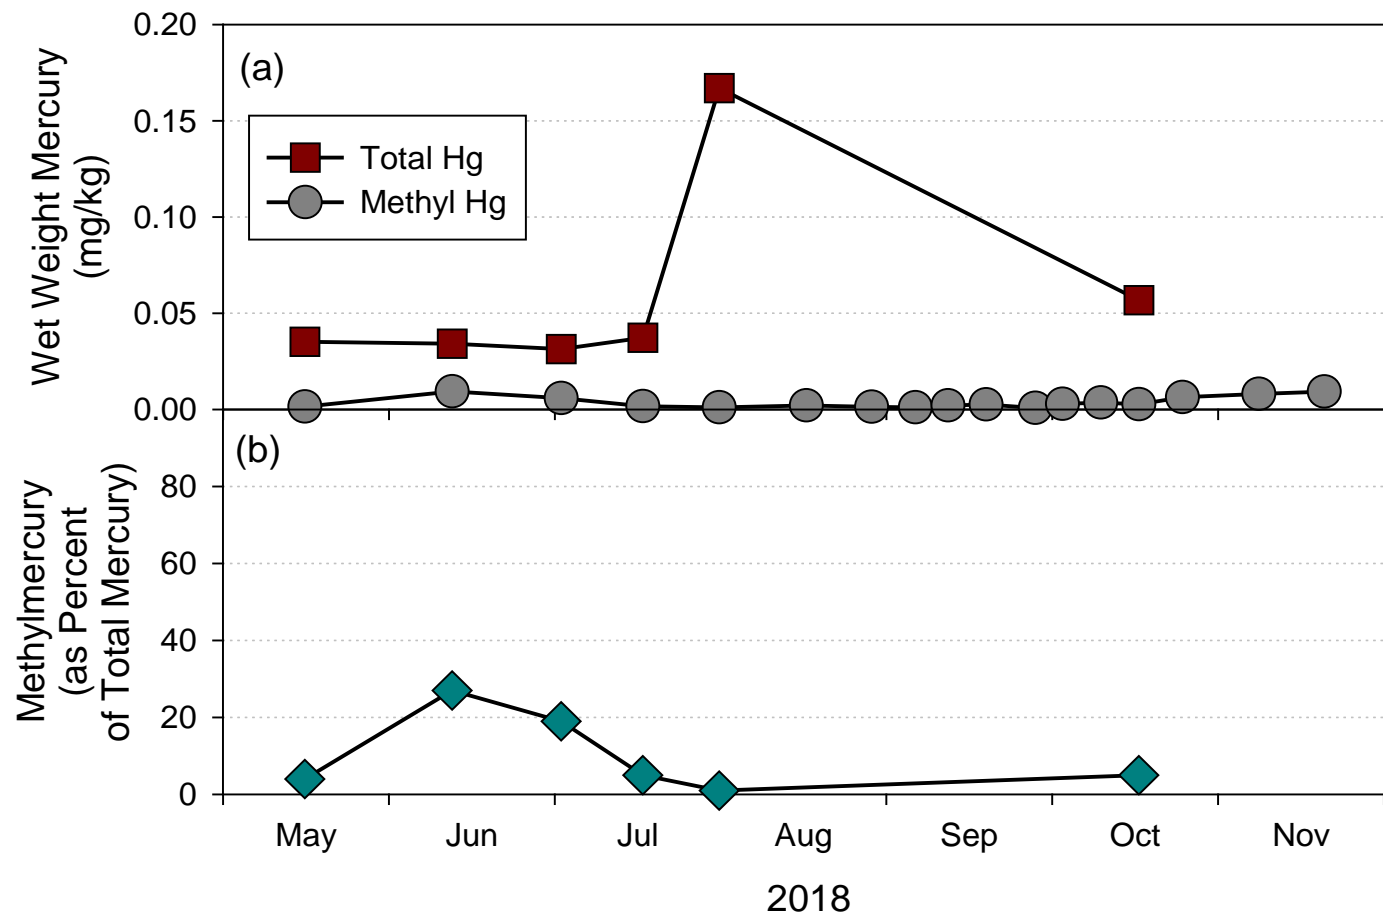 0.20
(a)
0.15
Total Hg
Methyl Hg
0.10
0.05
0.00
Wet Weight Mercury
(mg/kg)
(b)
80
60
40
20
0
Methylmercury
(as Percent
of Total Mercury)
May Jun Jul Aug Sep Oct Nov
2018